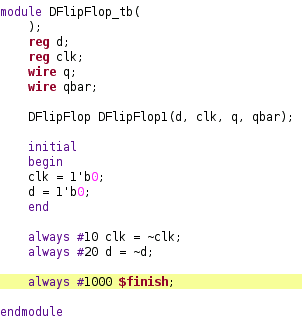 module DFlipFlop_tb(
    );
    reg d;
    reg clk;
    wire q;
    wire qbar;

    DFlipFlop DFlipFlop1(d, clk, q, qbar);

    initial
    begin
    clk = 1'b0;
    d = 1'b0;
    end

    always #10 clk = ~clk;
    always #20 d = ~d;

    always #1000 $finish;

endmodule